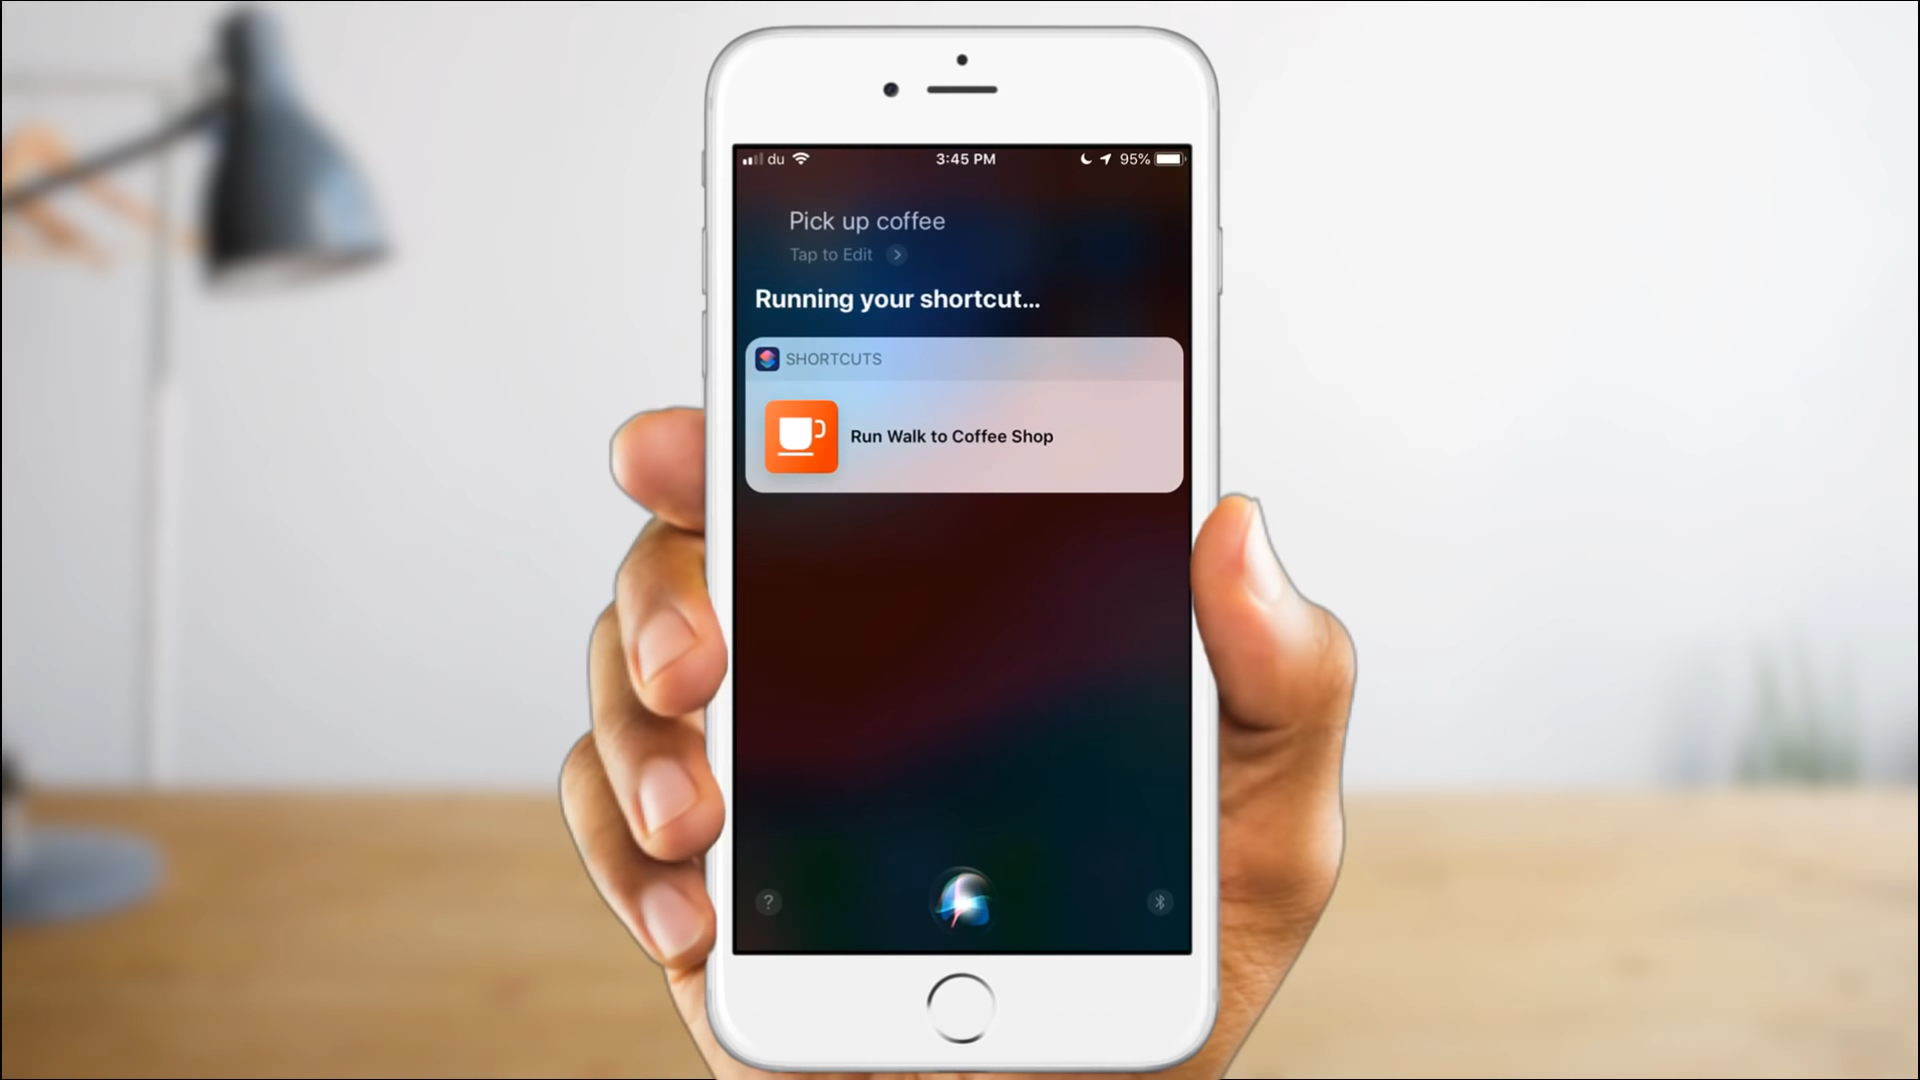 du 3:45 PM 95%
Pick up coffee
Tap to Edit
Running your shortcut...
SHORTCUTS
Run Walk to Coffee Shop
?